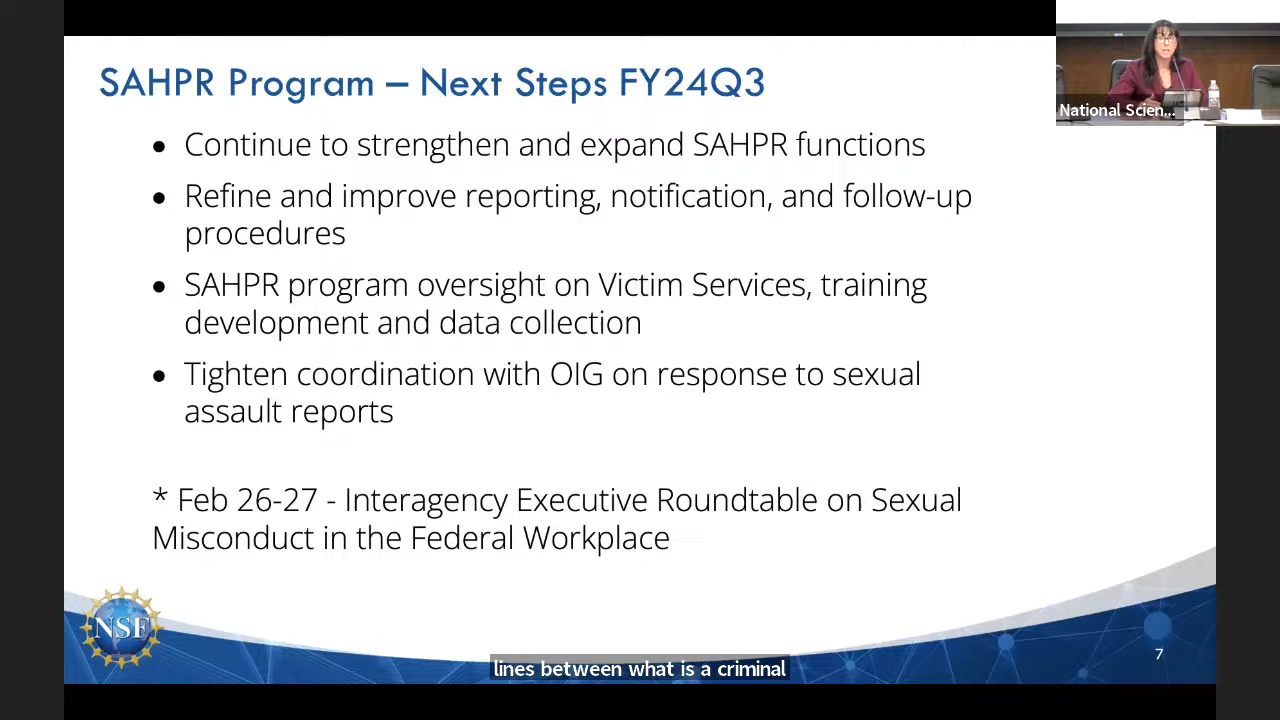 SAHPR Program – Next Steps FY24Q3
• Continue to strengthen and expand SAHPR functions
• Refine and improve reporting, notification, and follow-up
procedures
• SAHPR program oversight on Victim Services, training
development and data collection
• Tighten coordination with OIG on response to sexual
assault reports
* Feb 26-27 - Interagency Executive Roundtable on Sexual
Misconduct in the Federal Workplace
National Scien...
NSF
7
lines between what is a criminal